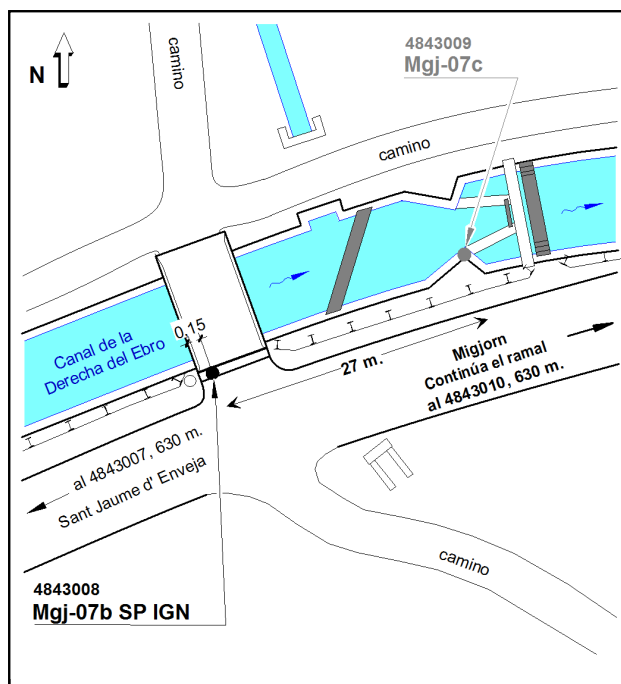 N
camino
4843009
Mgj-07c
camino
Canal de la
Derecha del Ebro
0,15
27 m.
Migjorn
Continúa el ramal
al 4843010, 630 m.
al 4843007, 630 m.
Sant Jaume d' Enveja
camino
4843008
Mgj-07b SP IGN